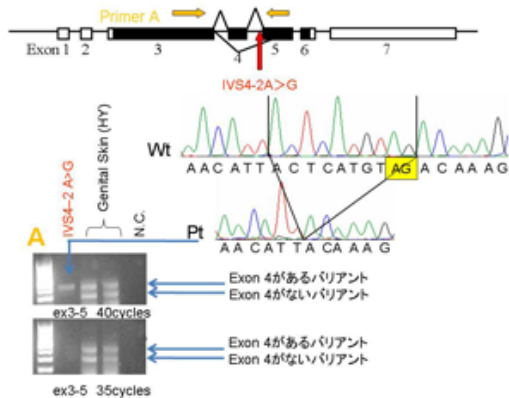 Primer A
Exon 1 2 3 4 5 6 7
IVS4-2A>G
Wt
AACATTACTCATGTAGACAAAG
Pt
AACATTACAAAG
A
IVS4-2 A>G
Genital Skin (HY)
N.C.
Exon 4があるバリアント
Exon 4がないバリアント
ex3-5 40cycles
Exon 4があるバリアント
Exon 4がないバリアント
ex3-5 35cycles